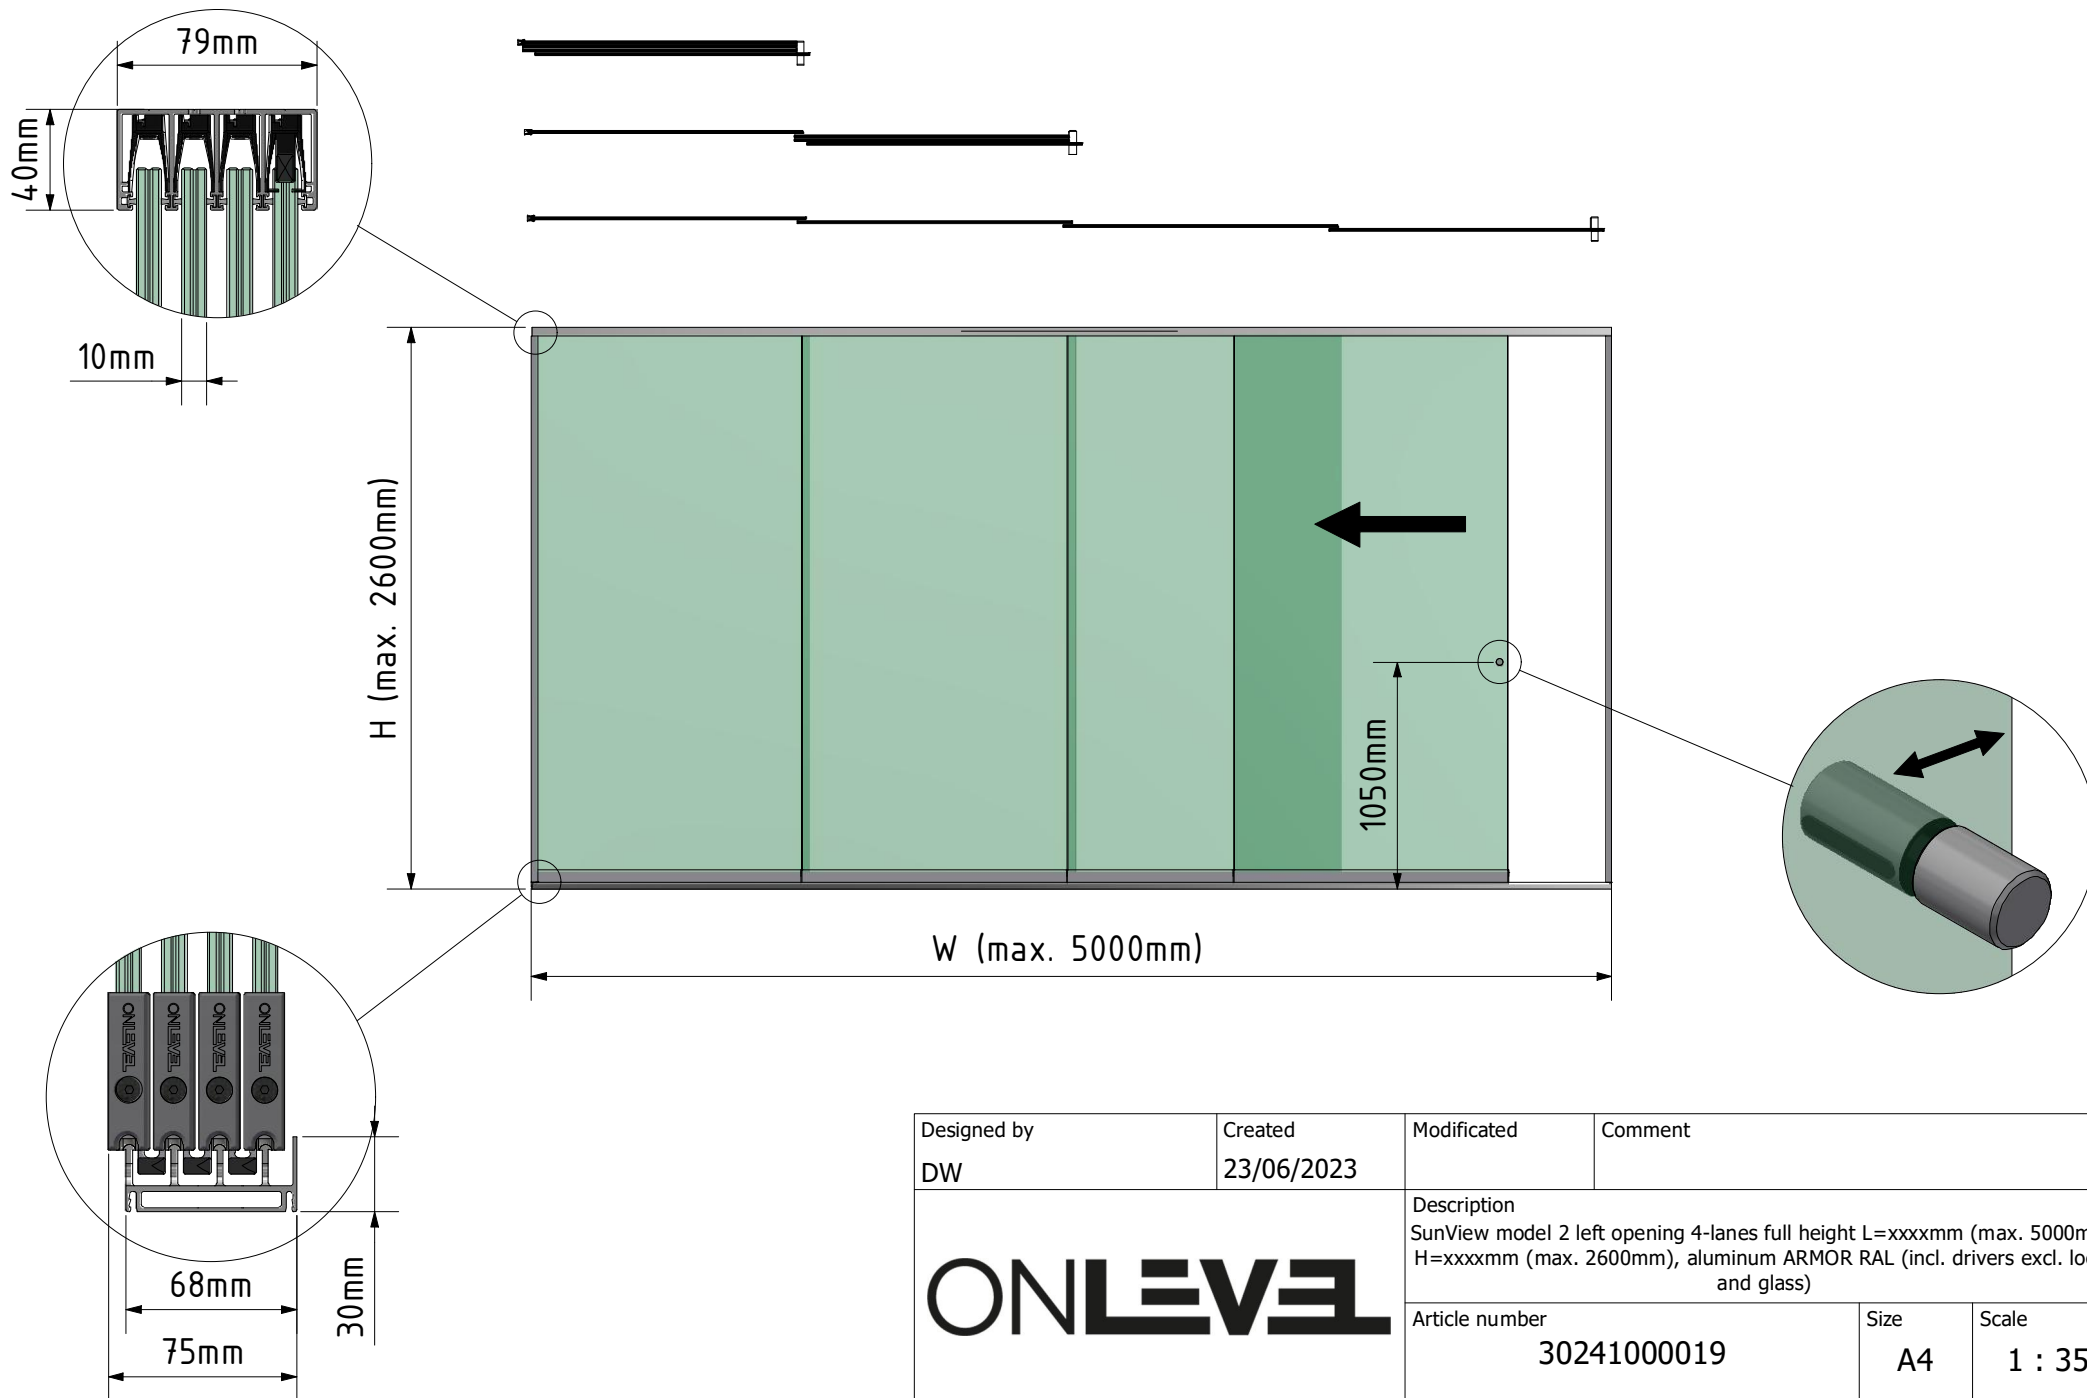 79mm
40mm
10mm
H (max. 2600mm)
1050mm
W (max. 5000mm)
ONLEVEL
ONLEVEL
ONLEVEL
ONLEVEL
68mm
75mm
30mm
Designed by
DW
Created
23/06/2023
Modificated
Comment
ONLEVEL
Description
SunView model 2 left opening 4-lanes full height L=xxxxmm (max. 5000m
H=xxxxmm (max. 2600mm), aluminum ARMOR RAL (incl. drivers excl. lo
and glass)
Article number
30241000019
Size
A4
Scale
1 : 35